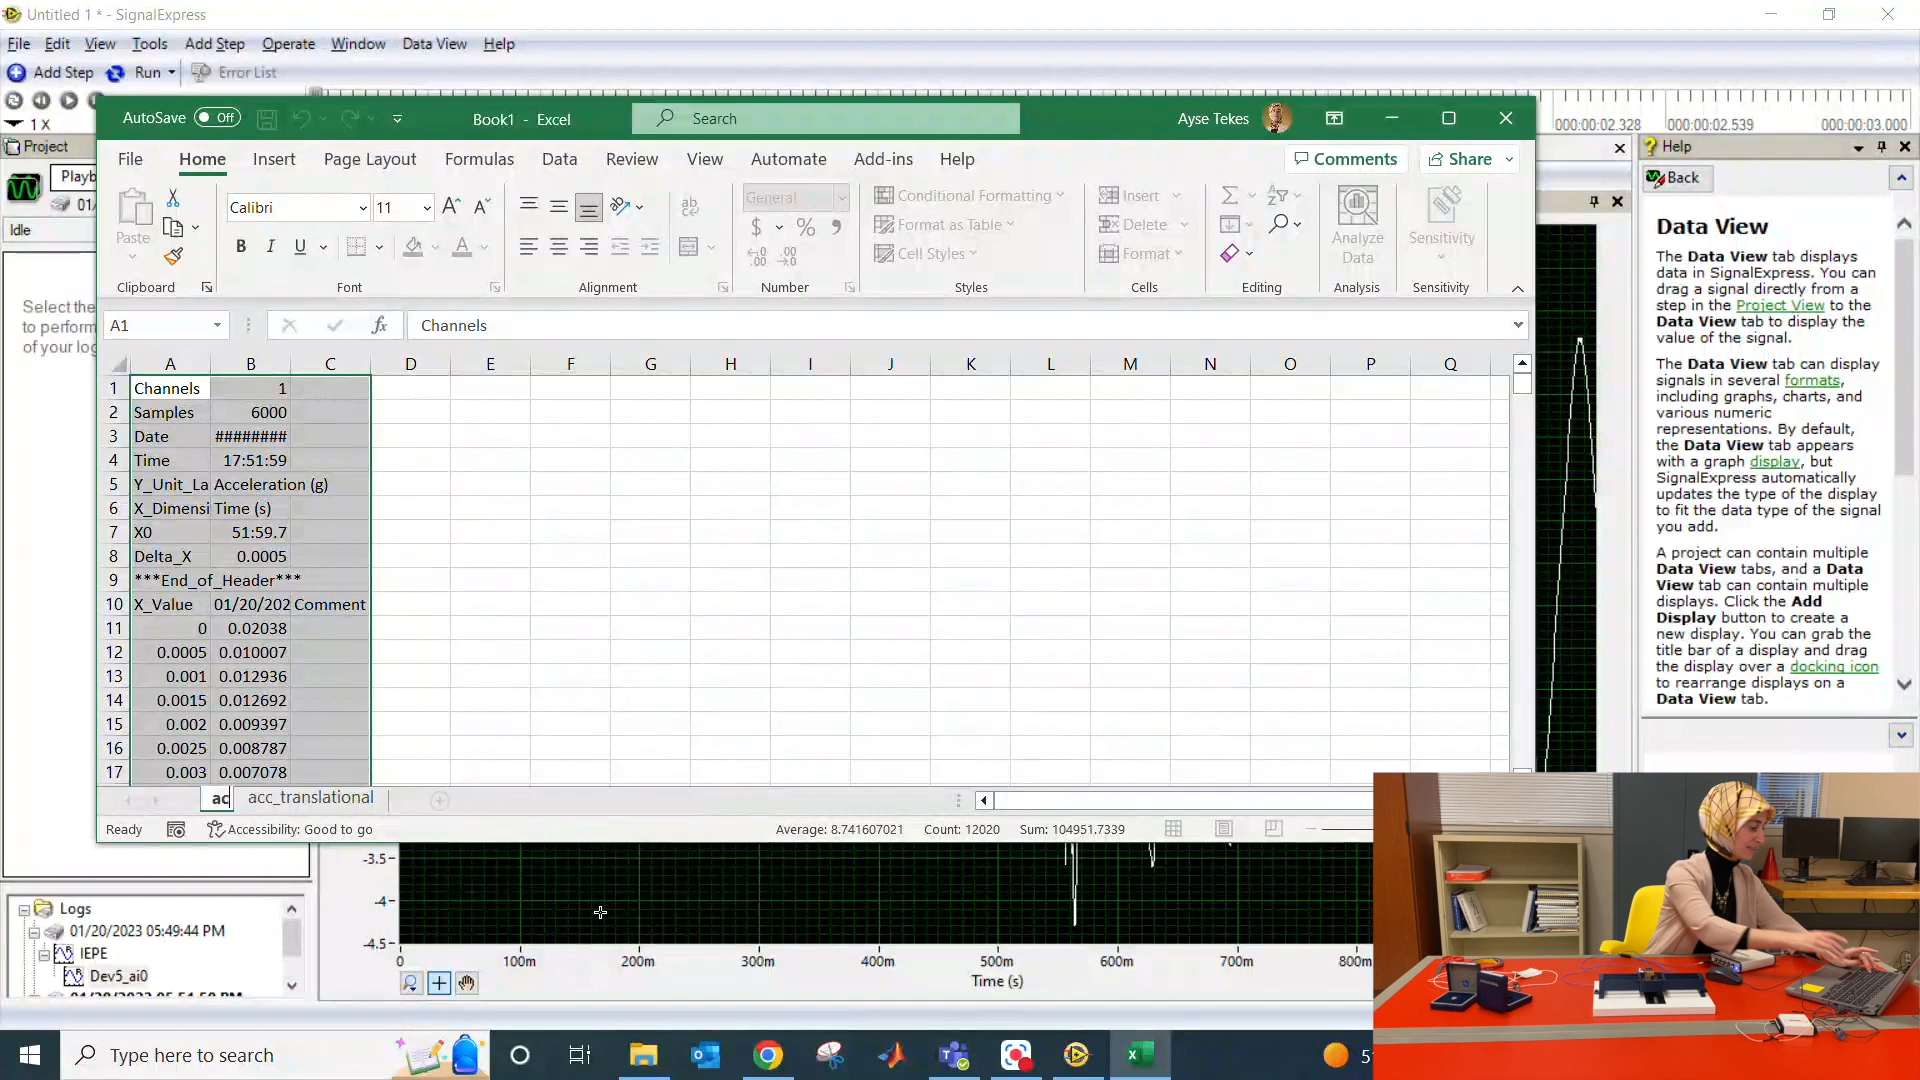 Untitled 1 * - SignalExpress
File Edit View Tools Add Step Operate Window Data View Help
Add Step Run Error List
1 X
000:00:02.328 000:00:02.539 000:00:03.000
Project
Idle
AutoSave Off Book1 - Excel Search Ayse Tekes
File Home Insert Page Layout Formulas Data Review View Automate Add-ins Help Comments Share
Paste Calibri 11 ab General Conditional Formatting Insert
B I U $ % Format as Table Delete Analyze Data Sensitivity
Cell Styles Format
Clipboard Font Alignment Number Styles Cells Editing Analysis Sensitivity
A1 fx Channels
A B C D E F G H I J K L M N O P Q
1 Channels 1
2 Samples 6000
3 Date ########
4 Time 17:51:59
5 Y_Unit_La Acceleration (g)
6 X_Dimensi Time (s)
7 X0 51:59.7
8 Delta_X 0.0005
9 ***End_of_Header***
10 X_Value 01/20/202 Comment
11 0 0.02038
12 0.0005 0.010007
13 0.001 0.012936
14 0.0015 0.012692
15 0.002 0.009397
16 0.0025 0.008787
17 0.003 0.007078
ac acc_translational
Ready Accessibility: Good to go Average: 8.741607021 Count: 12020 Sum: 104951.7339
Select the
to perform
of your log
Help
Back
Data View
The Data View tab displays
data in SignalExpress. You can
drag a signal directly from a
step in the Project View to the
Data View tab to display the
value of the signal.
The Data View tab can display
signals in several formats,
including graphs, charts, and
various numeric
representations. By default,
the Data View tab appears
with a graph display, but
SignalExpress automatically
updates the type of the display
to fit the data type of the signal
you add.
A project can contain multiple
Data View tabs, and a Data
View tab can contain multiple
displays. Click the Add
Display button to create a
new display. You can grab the
title bar of a display and drag
the display over a docking icon
to rearrange displays on a
Data View tab.
-3.5
-4
-4.5
0 100m 200m 300m 400m 500m 600m 700m 800m
Time (s)
Logs
01/20/2023 05:49:44 PM
IEPE
Dev5_ai0
Type here to search